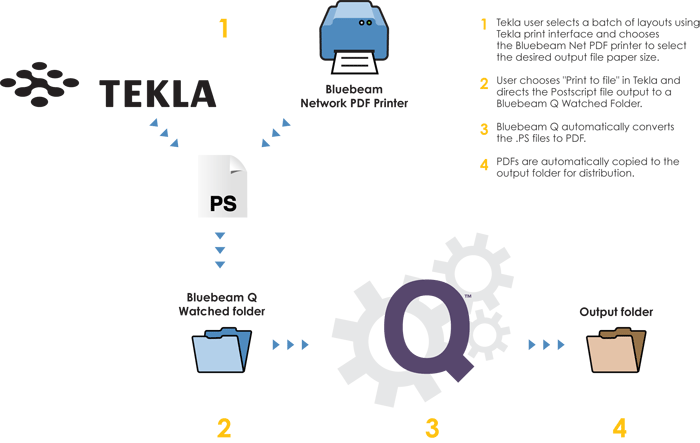 1
TEKLA
Bluebeam
Network PDF Printer
PS
Bluebeam Q
Watched folder
Q™
Output folder
2
3
4
1 Tekla user selects a batch of layouts using
Tekla print interface and chooses
the Bluebeam Net PDF printer to select
the desired output file paper size.
2 User chooses "Print to file" in Tekla and
directs the Postscript file output to a
Bluebeam Q Watched Folder.
3 Bluebeam Q automatically converts
the .PS files to PDF.
4 PDFs are automatically copied to the
output folder for distribution.